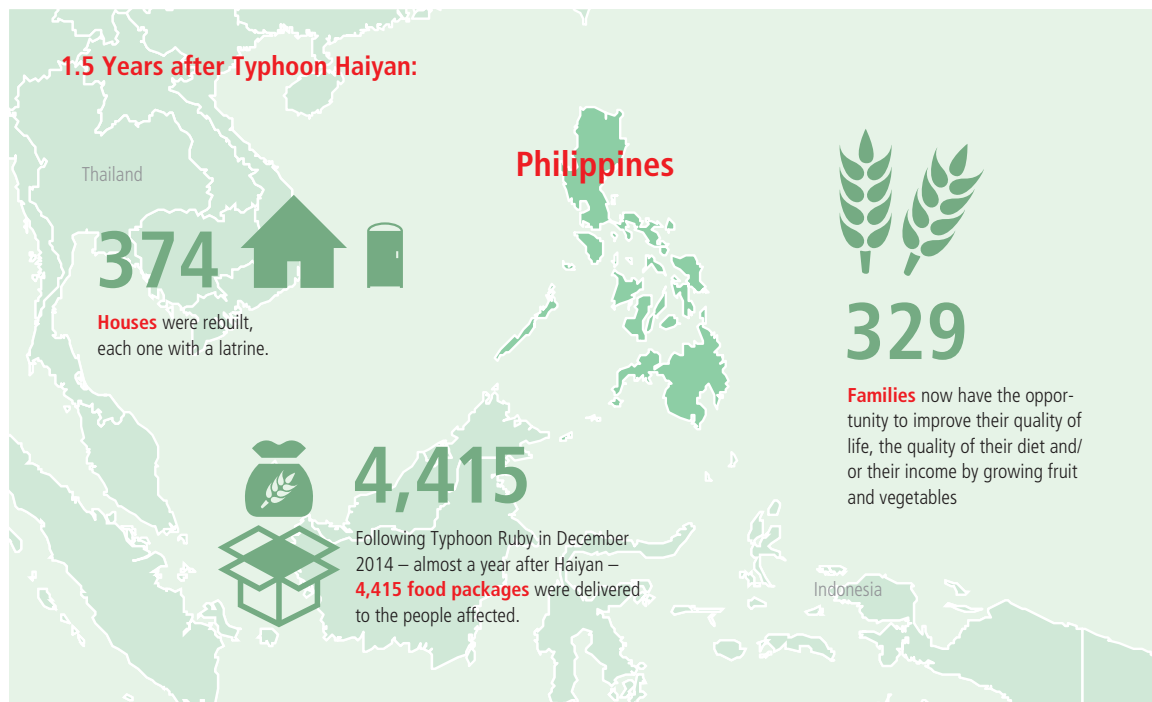 1.5 Years after Typhoon Haiyan:
Philippines
Thailand
374
Houses were rebuilt,
each one with a latrine.
329
Families now have the oppor-
tunity to improve their quality of
life, the quality of their diet and/
or their income by growing fruit
and vegetables
4,415
Following Typhoon Ruby in December
2014 – almost a year after Haiyan –
4,415 food packages were delivered
to the people affected.
Indonesia